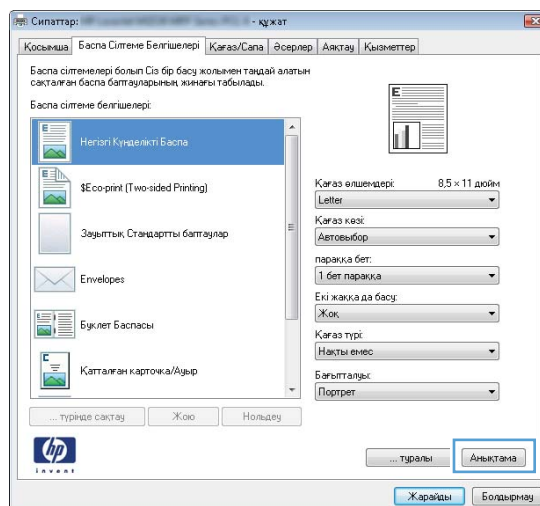 Сипаттар: - құжат
Қосымша Баспа Сілтеме Белгішелері Қағаз/Сапа Әсерлер Аяқтау Қызметтер
Баспа сілтемелері болып Сіз бір басу жолымен таңдай алатын
сақталған баспа баптауларының жинағы табылады.
Баспа сілтеме белгішелері:
Негізгі Күнделікті Баспа
$Eco-print (Two-sided Printing)
Зауыттық Стандартты баптаулар
Envelopes
Буклет Баспасы
Қатталған карточка/Ауыр
... түрінде сақтау Жою Нольдеу
E
Қағаз өлшемдері: 8,5 × 11 дюйм
Letter
Қағаз көзі:
Автовыбор
параққа бет:
1 бет параққа
Екі жаққа да басу:
Жоқ
Қағаз түрі:
Нақты емес
Бағытталуы:
Портрет
hp
invent
... туралы Анықтама
Жарайды Болдырмау